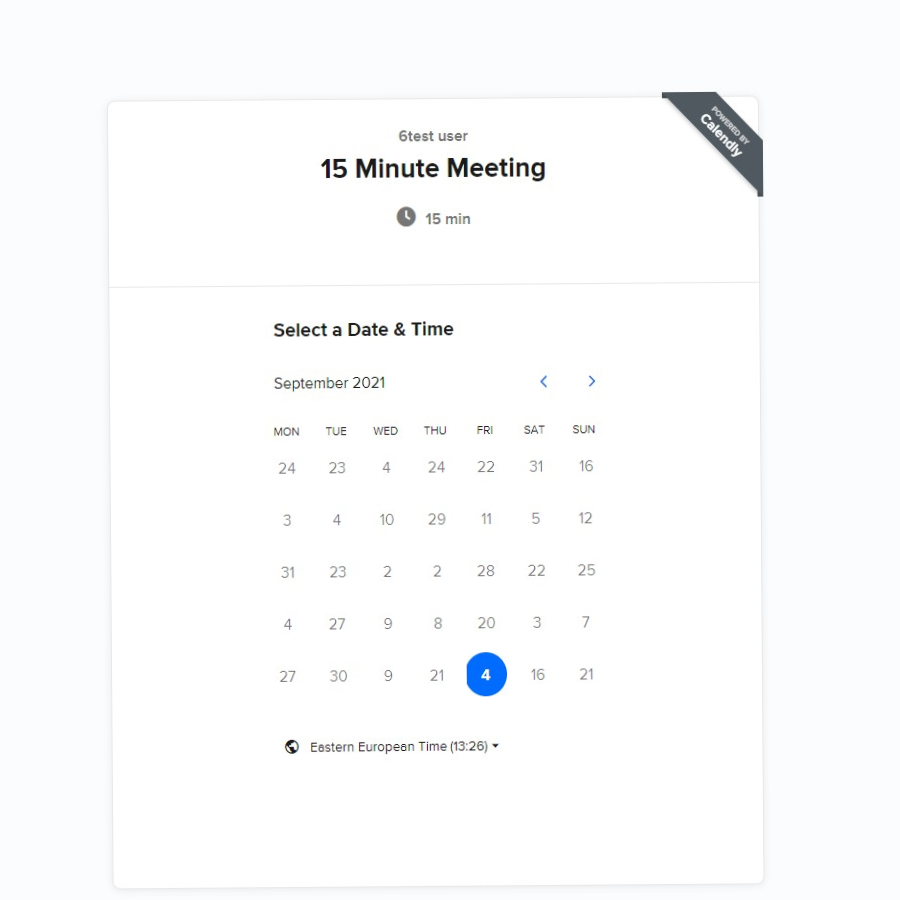 POWERED BY
Calendly
6test user
15 Minute Meeting
15 min
Select a Date & Time
September 2021
MON TUE WED THU FRI SAT SUN
24 23 4 24 22 31 16
3 4 10 29 11 5 12
31 23 2 2 28 22 25
4 27 9 8 20 3 7
27 30 9 21 4 16 21
Eastern European Time (13:26)